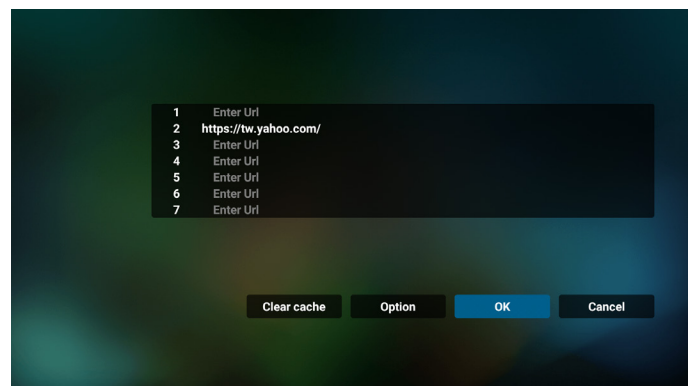 1 Enter Url
2 https://tw.yahoo.com/
3 Enter Url
4 Enter Url
5 Enter Url
6 Enter Url
7 Enter Url
Clear cache Option OK Cancel